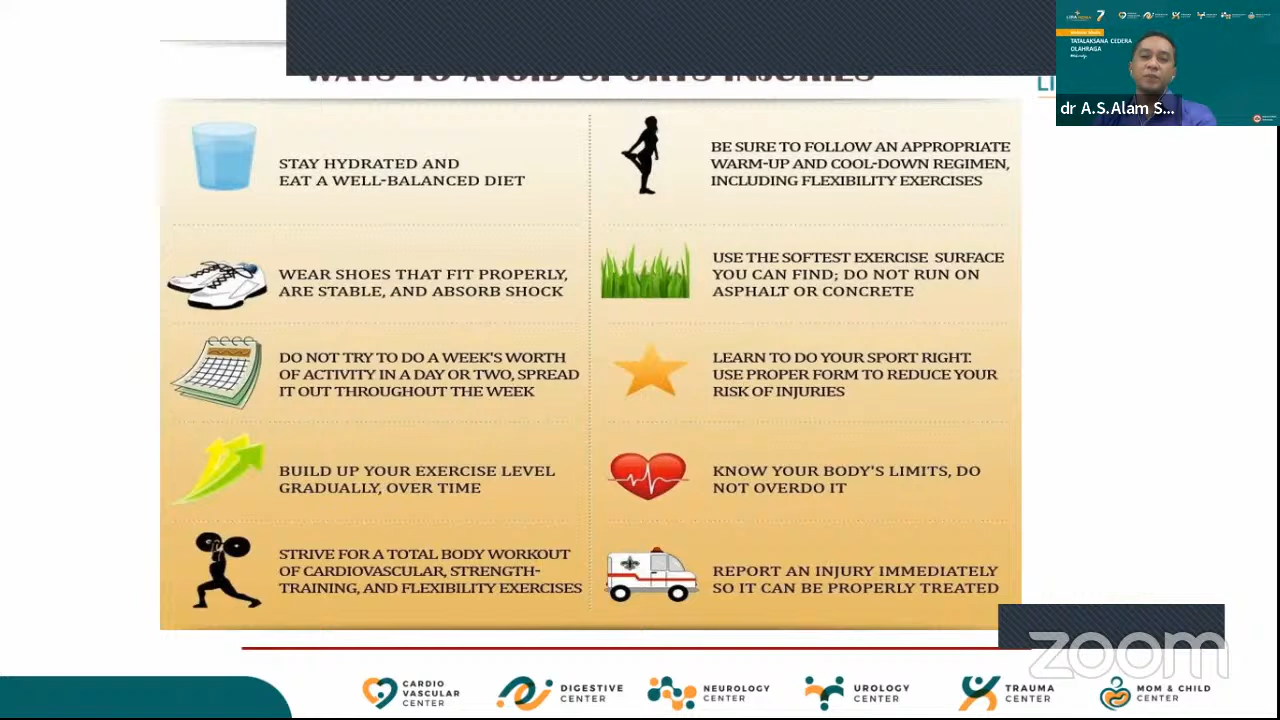 WAYS TO AVOID SPORTS INJURIES
STAY HYDRATED AND
EAT A WELL-BALANCED DIET
BE SURE TO FOLLOW AN APPROPRIATE
WARM-UP AND COOL-DOWN REGIMEN,
INCLUDING FLEXIBILITY EXERCISES
WEAR SHOES THAT FIT PROPERLY,
ARE STABLE, AND ABSORB SHOCK
USE THE SOFTEST EXERCISE SURFACE
YOU CAN FIND; DO NOT RUN ON
ASPHALT OR CONCRETE
DO NOT TRY TO DO A WEEK'S WORTH
OF ACTIVITY IN A DAY OR TWO, SPREAD
IT OUT THROUGHOUT THE WEEK
LEARN TO DO YOUR SPORT RIGHT.
USE PROPER FORM TO REDUCE YOUR
RISK OF INJURIES
BUILD UP YOUR EXERCISE LEVEL
GRADUALLY, OVER TIME
KNOW YOUR BODY'S LIMITS, DO
NOT OVERDO IT
STRIVE FOR A TOTAL BODY WORKOUT
OF CARDIOVASCULAR, STRENGTH-
TRAINING, AND FLEXIBILITY EXERCISES
REPORT AN INJURY IMMEDIATELY
SO IT CAN BE PROPERLY TREATED
LI
TATALAKSANA CEDERA
OLAHRAGA
dr A.S.Alam S...
zoom
CARDIO
VASCULAR
CENTER
DIGESTIVE
CENTER
NEUROLOGY
CENTER
UROLOGY
CENTER
TRAUMA
CENTER
MOM & CHILD
CENTER